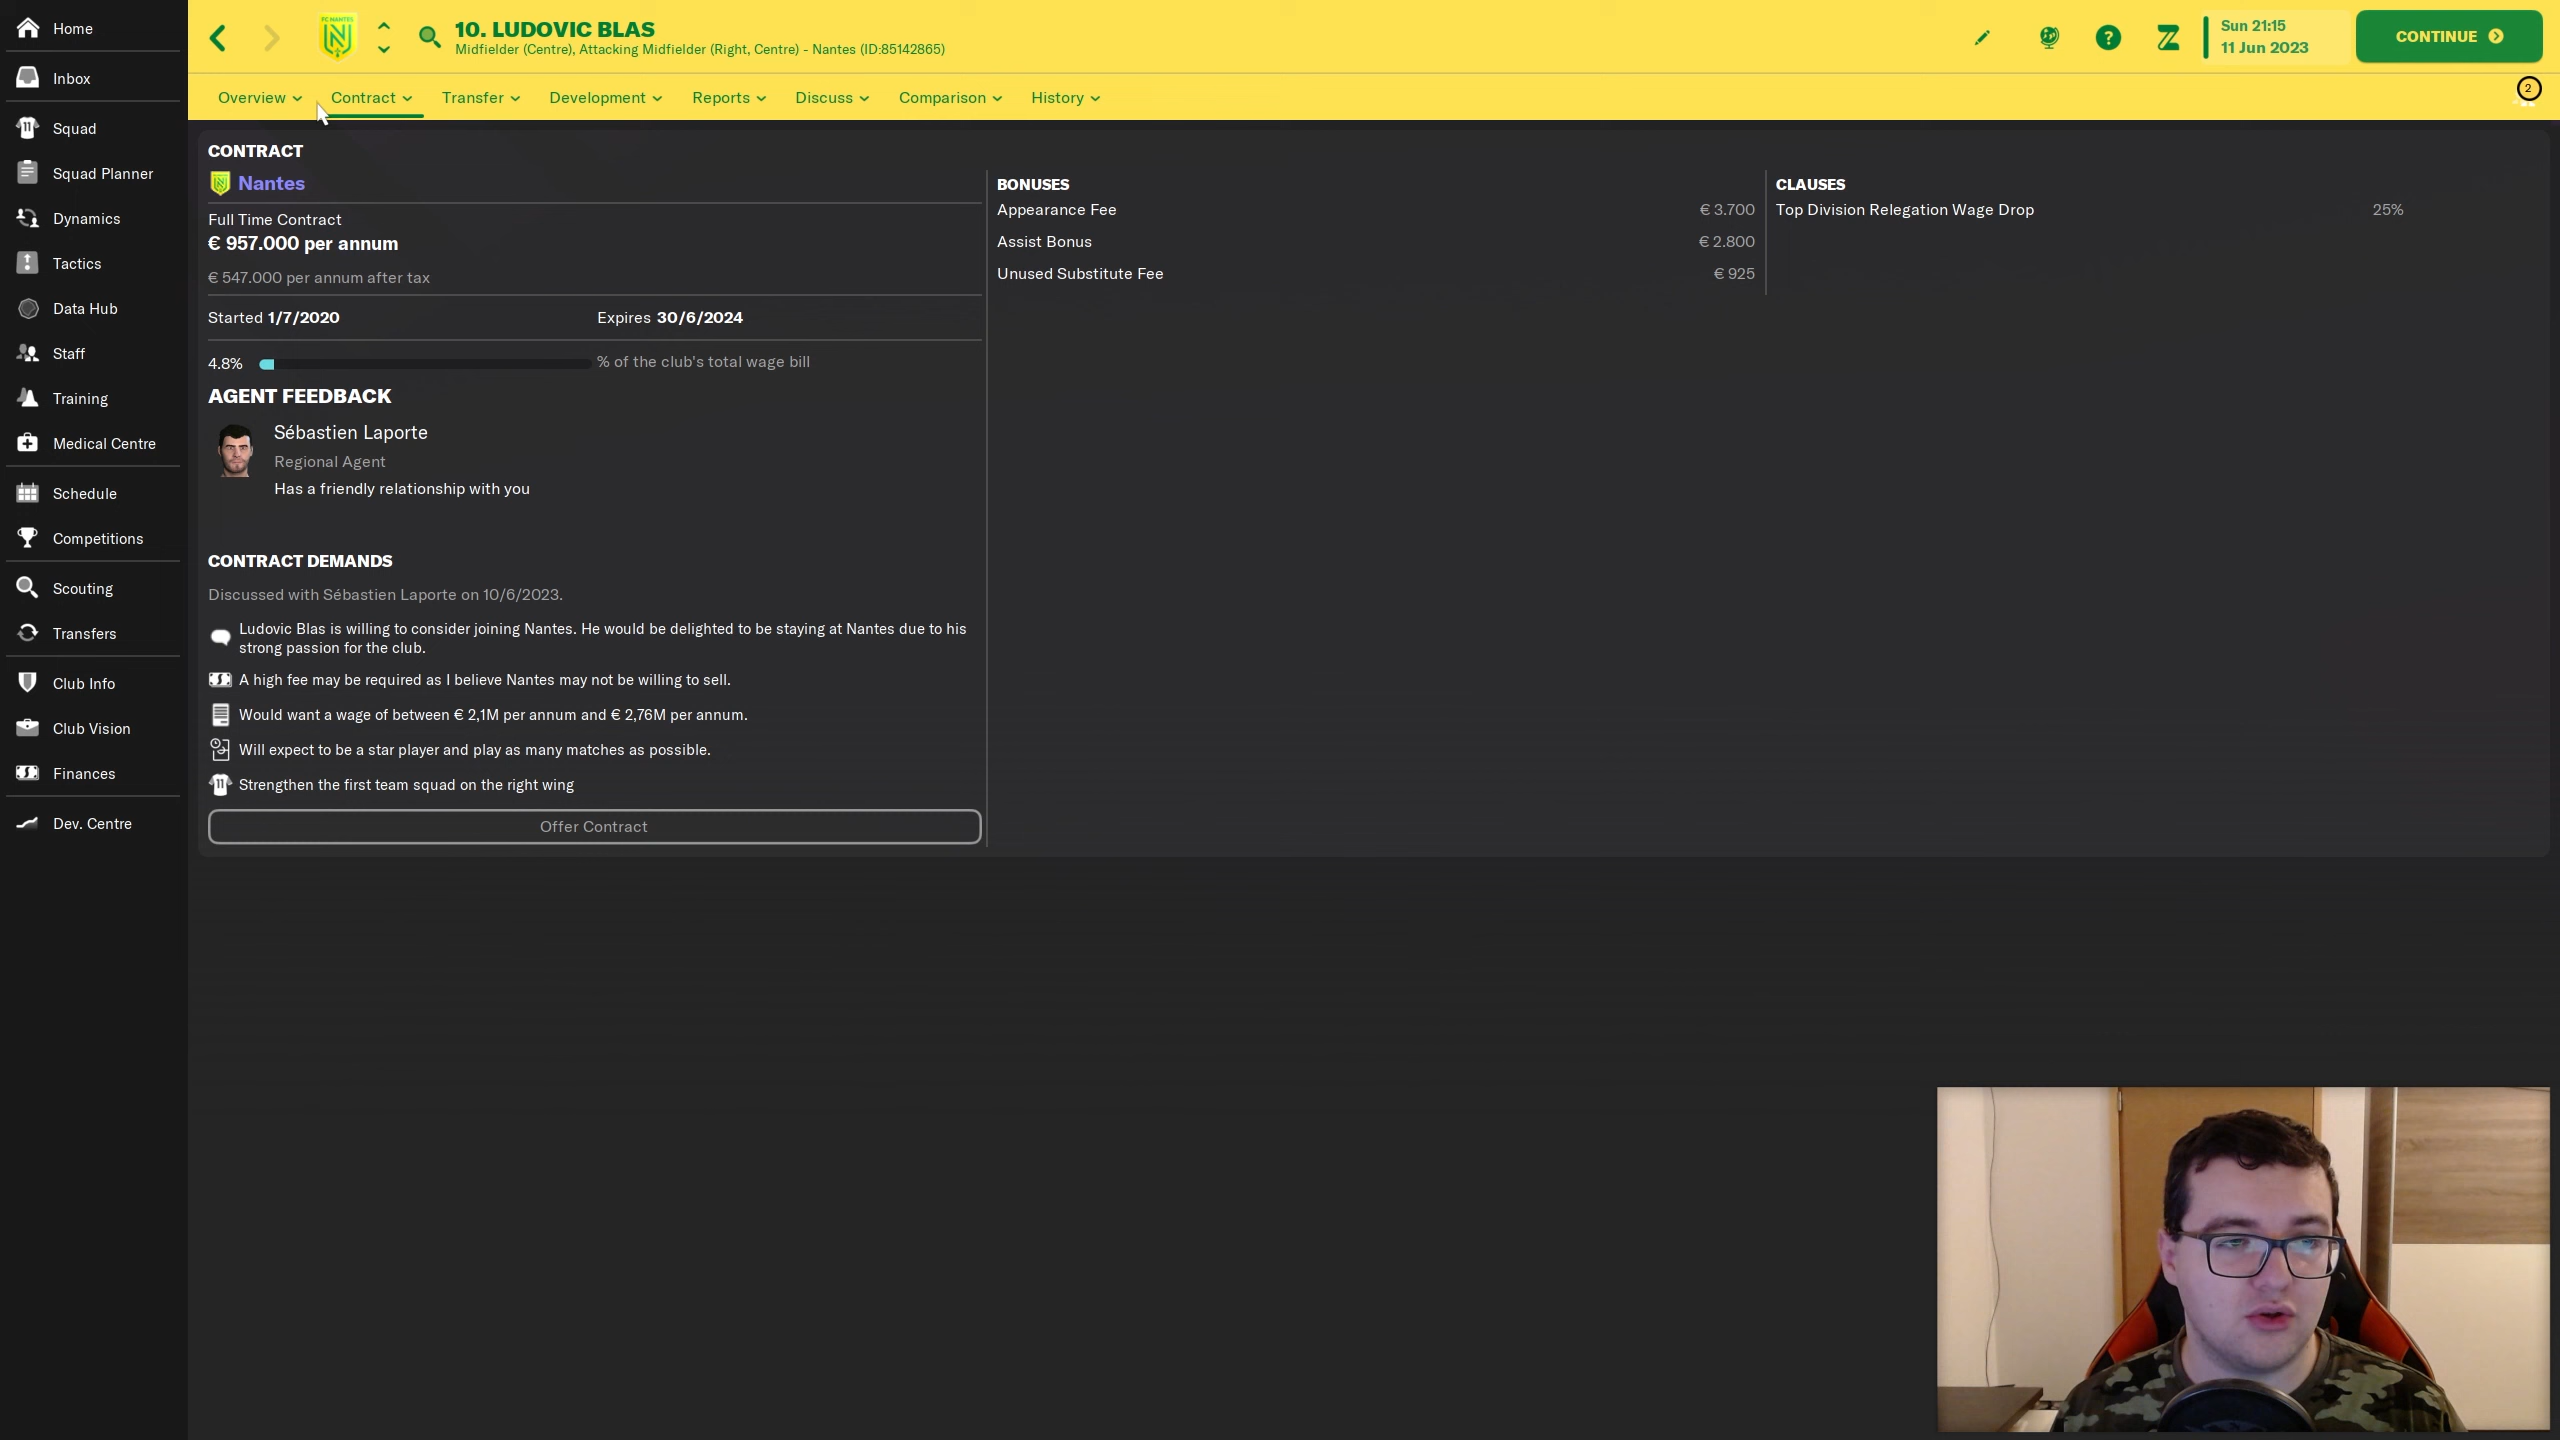 Home
Inbox
Squad
Squad Planner
Dynamics
Tactics
Data Hub
Staff
Training
Medical Centre
Schedule
Competitions
Scouting
Transfers
Club Info
Club Vision
Finances
Dev. Centre
FC NANTES
10. LUDOVIC BLAS
Midfielder (Centre), Attacking Midfielder (Right, Centre) - Nantes (ID:85142865)
Sun 21:15
11 Jun 2023
CONTINUE
Overview Contract Transfer Development Reports Discuss Comparison History
2
CONTRACT
Nantes
Full Time Contract
€ 957.000 per annum
€ 547.000 per annum after tax
Started 1/7/2020 Expires 30/6/2024
4.8% % of the club's total wage bill
AGENT FEEDBACK
Sébastien Laporte
Regional Agent
Has a friendly relationship with you
CONTRACT DEMANDS
Discussed with Sébastien Laporte on 10/6/2023.
Ludovic Blas is willing to consider joining Nantes. He would be delighted to be staying at Nantes due to his
strong passion for the club.
A high fee may be required as I believe Nantes may not be willing to sell.
Would want a wage of between € 2,1M per annum and € 2,76M per annum.
Will expect to be a star player and play as many matches as possible.
Strengthen the first team squad on the right wing
Offer Contract
BONUSES
Appearance Fee € 3.700
Assist Bonus € 2.800
Unused Substitute Fee € 925
CLAUSES
Top Division Relegation Wage Drop 25%